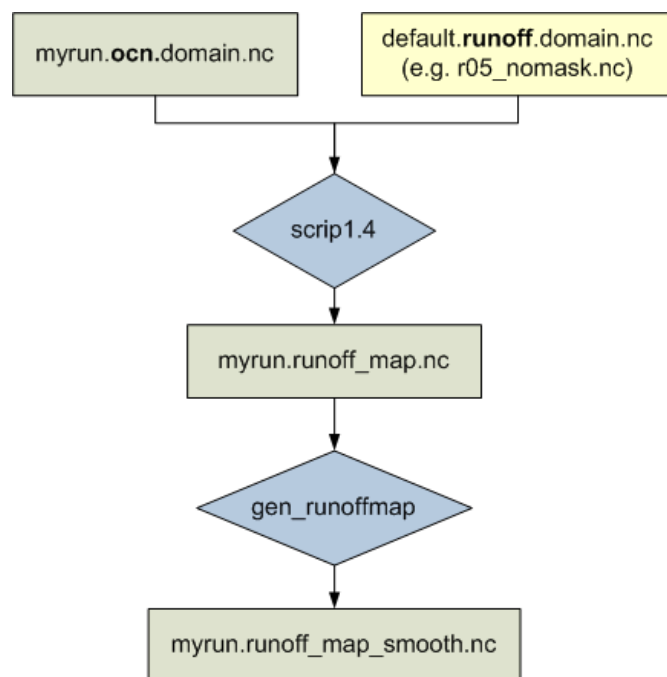 myrun.ocn.domain.nc
default.runoff.domain.nc
(e.g. r05_nomask.nc)
scrip1.4
myrun.runoff_map.nc
gen_runoffmap
myrun.runoff_map_smooth.nc